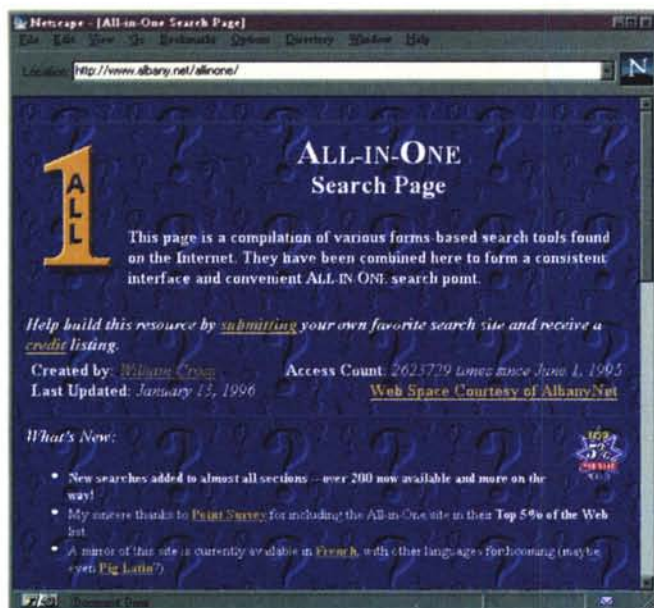 Netscape - [All-in-One Search Page]
File Edit View Go Bookmarks Options Directory Window Help
Location: http://www.albany.net/allinone/
N
1
ALL
ALL-IN-ONE
Search Page
This page is a compilation of various forms-based search tools found
on the Internet. They have been combined here to form a consistent
interface and convenient ALL-IN-ONE search point.
Help build this resource by submitting your own favorite search site and receive a
credit listing.
Created by: William Cross
Access Count: 2623729 times since June 1, 1995
Last Updated: January 13, 1996
Web Space Courtesy of AlbanyNet
What's New:
TOP
5%
New searches added to almost all sections -- over 200 now available and more on the
way!
My sincere thanks to Point Survey for including the All-in-One site in their Top 5% of the Web
list.
A mirror of this site is currently available in French, with other languages forthcoming (maybe
even Pig Latin?).
Document: Done